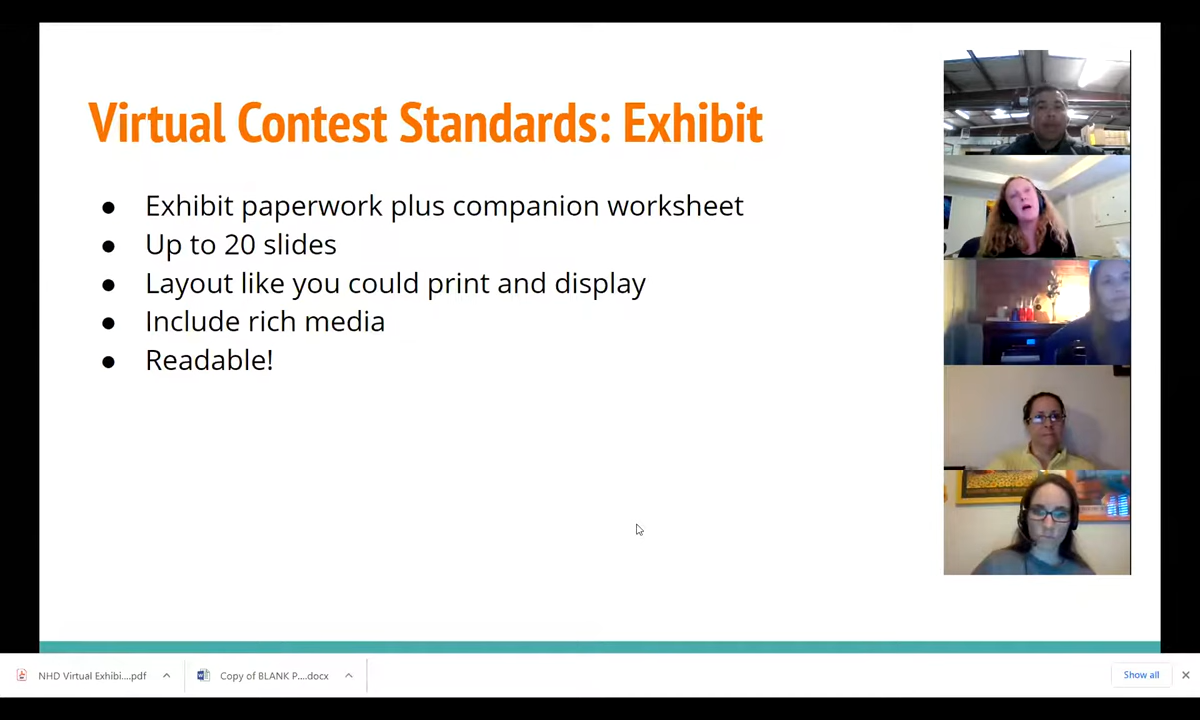 Virtual Contest Standards: Exhibit
● Exhibit paperwork plus companion worksheet
● Up to 20 slides
● Layout like you could print and display
● Include rich media
● Readable!
NHD Virtual Exhibi....pdf
Copy of BLANK P....docx
Show all